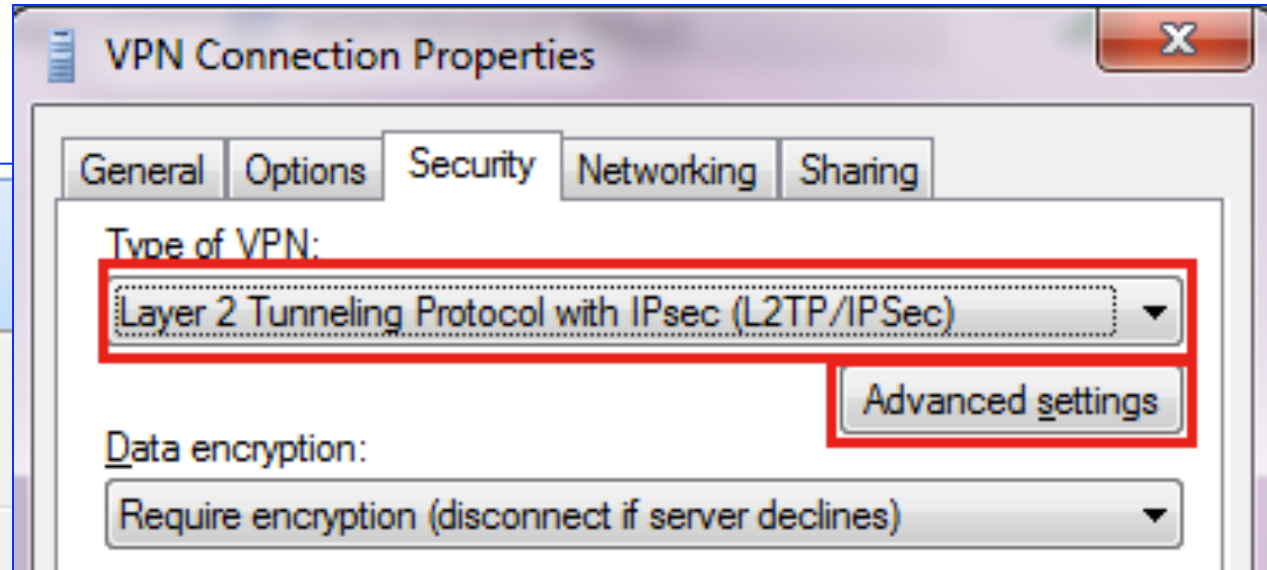 VPN Connection Properties
General Options Security Networking Sharing
Type of VPN:
Layer 2 Tunneling Protocol with IPsec (L2TP/IPSec)
Advanced settings
Data encryption:
Require encryption (disconnect if server declines)